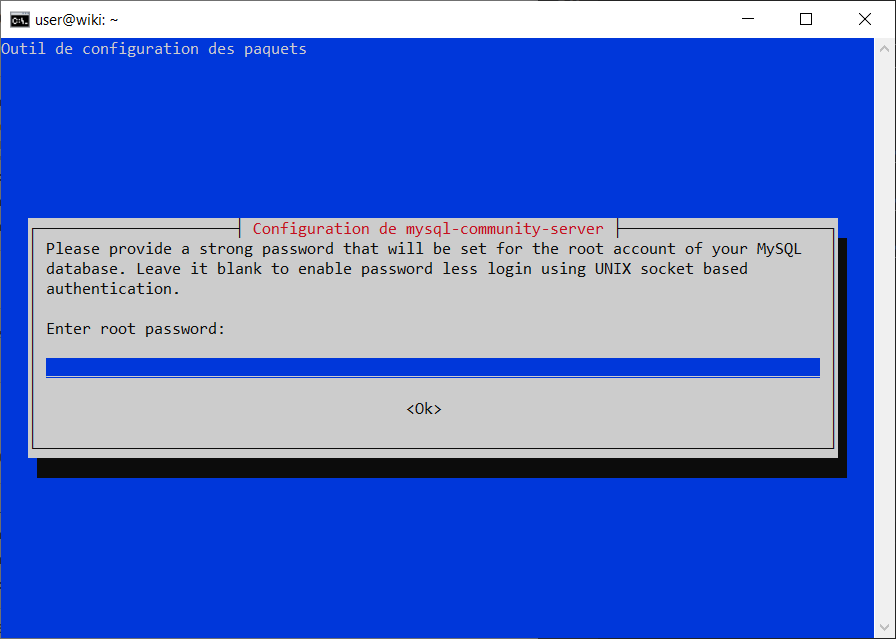 user@wiki: ~
Outil de configuration des paquets
Configuration de mysql-community-server
Please provide a strong password that will be set for the root account of your MySQL
database. Leave it blank to enable password less login using UNIX socket based
authentication.
Enter root password:
<Ok>